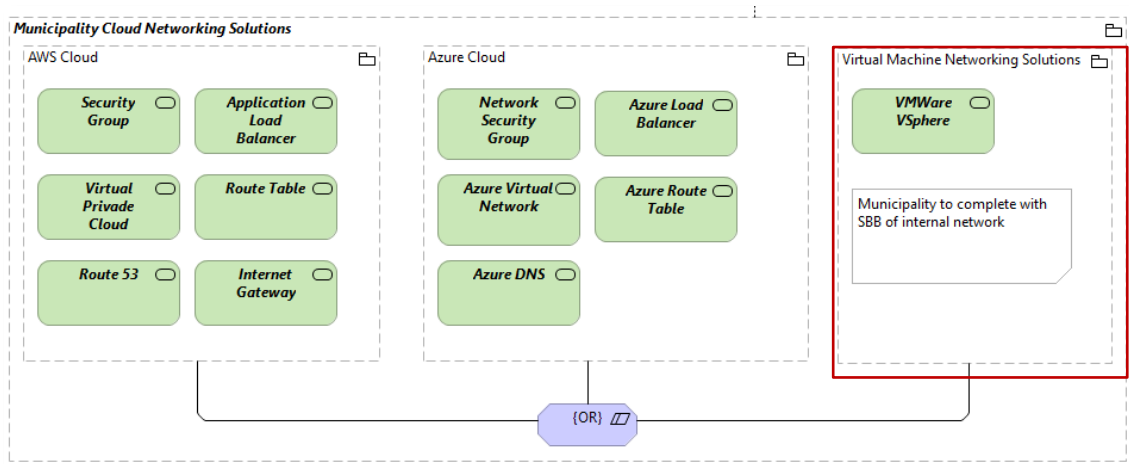 Municipality Cloud Networking Solutions
AWS Cloud
Security
Group
Application
Load
Balancer
Virtual
Privade
Cloud
Route Table
Route 53
Internet
Gateway
Azure Cloud
Network
Security
Group
Azure Load
Balancer
Azure Virtual
Network
Azure Route
Table
Azure DNS
Virtual Machine Networking Solutions
VMWare
VSphere
Municipality to complete with
SBB of internal network
{OR}